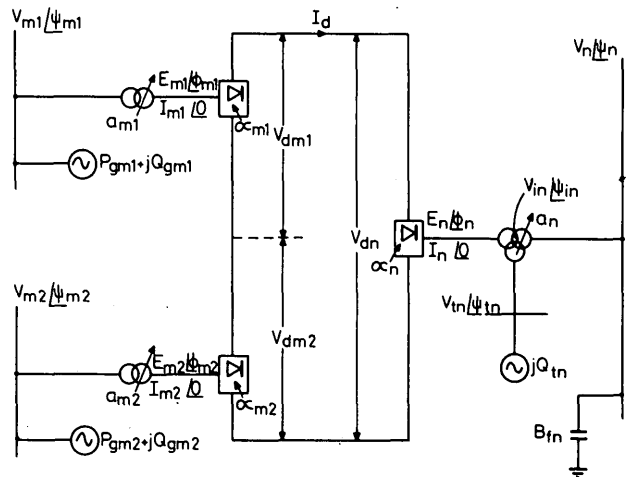 V_m1/ψ_m1
I_d
V_n/ψ_n
E_m1/ϕ_m1
I_m1/0
a_m1
α_m1
V_dm1
P_gm1+jQ_gm1
V_in/ψ_in
E_n/ϕ_n
a_n
I_n/0
α_n
V_dn
V_m2/ψ_m2
V_dm2
V_tn/ψ_tn
E_m2/ϕ_m2
I_m2/0
a_m2
α_m2
jQ_tn
P_gm2+jQ_gm2
B_fn